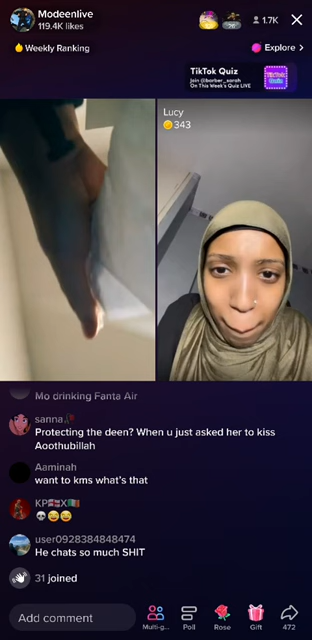 Modeenlive
119.4K likes
1.7K
Weekly Ranking
Explore >
TikTok Quiz
Join @barber_sarah
On This Week's Quiz LIVE
TikTok
Quiz
Lucy
343
Mo drinking Fanta Air
sanna
Protecting the deen? When u just asked her to kiss
Aoothubillah
Aaminah
want to kms what's that
KP🇬🇧X
💀😂😂
user0928384848474
He chats so much SHIT
31 joined
Add comment
Multi-g...
Poll
Rose
Gift
472